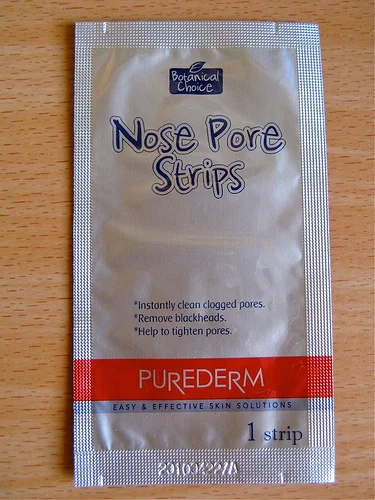 Botanical
Choice
Nose Pore
Strips
*Instantly clean clogged pores.
*Remove blackheads.
*Help to tighten pores.
PUREDERM
EASY & EFFECTIVE SKIN SOLUTIONS
1 strip
20100422/A